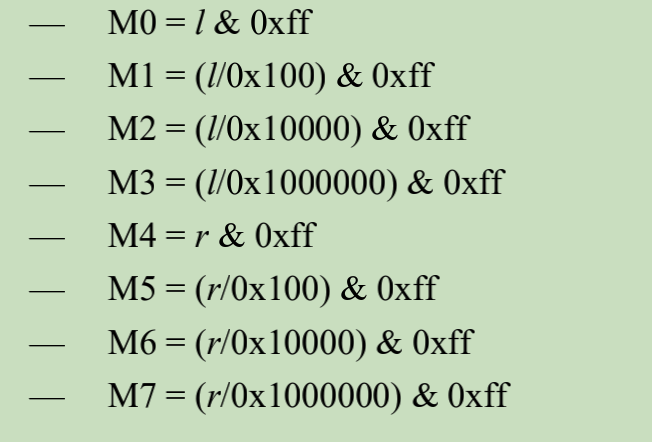 — M0 = l & 0xff
— M1 = (l/0x100) & 0xff
— M2 = (l/0x10000) & 0xff
— M3 = (l/0x1000000) & 0xff
— M4 = r & 0xff
— M5 = (r/0x100) & 0xff
— M6 = (r/0x10000) & 0xff
— M7 = (r/0x1000000) & 0xff